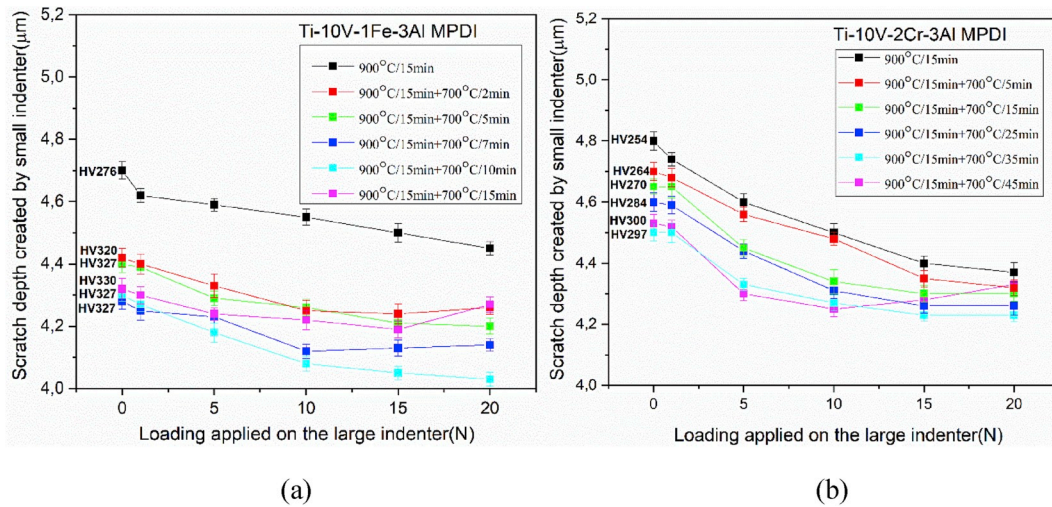 5,2
5,0
4,8
4,6
4,4
4,2
4,0
Scratch depth created by small indenter(μm)
Ti-10V-1Fe-3Al MPDI
900°C/15min
900°C/15min+700°C/2min
900°C/15min+700°C/5min
900°C/15min+700°C/7min
900°C/15min+700°C/10min
900°C/15min+700°C/15min
HV276
HV320
HV327
HV330
HV327
HV327
0 5 10 15 20
Loading applied on the large indenter(N)
(a)
5,2
5,0
4,8
4,6
4,4
4,2
4,0
Scratch depth created by small indenter(μm)
Ti-10V-2Cr-3Al MPDI
900°C/15min
900°C/15min+700°C/5min
900°C/15min+700°C/15min
900°C/15min+700°C/25min
900°C/15min+700°C/35min
900°C/15min+700°C/45min
HV254
HV264
HV270
HV284
HV300
HV297
0 5 10 15 20
Loading applied on the large indenter(N)
(b)